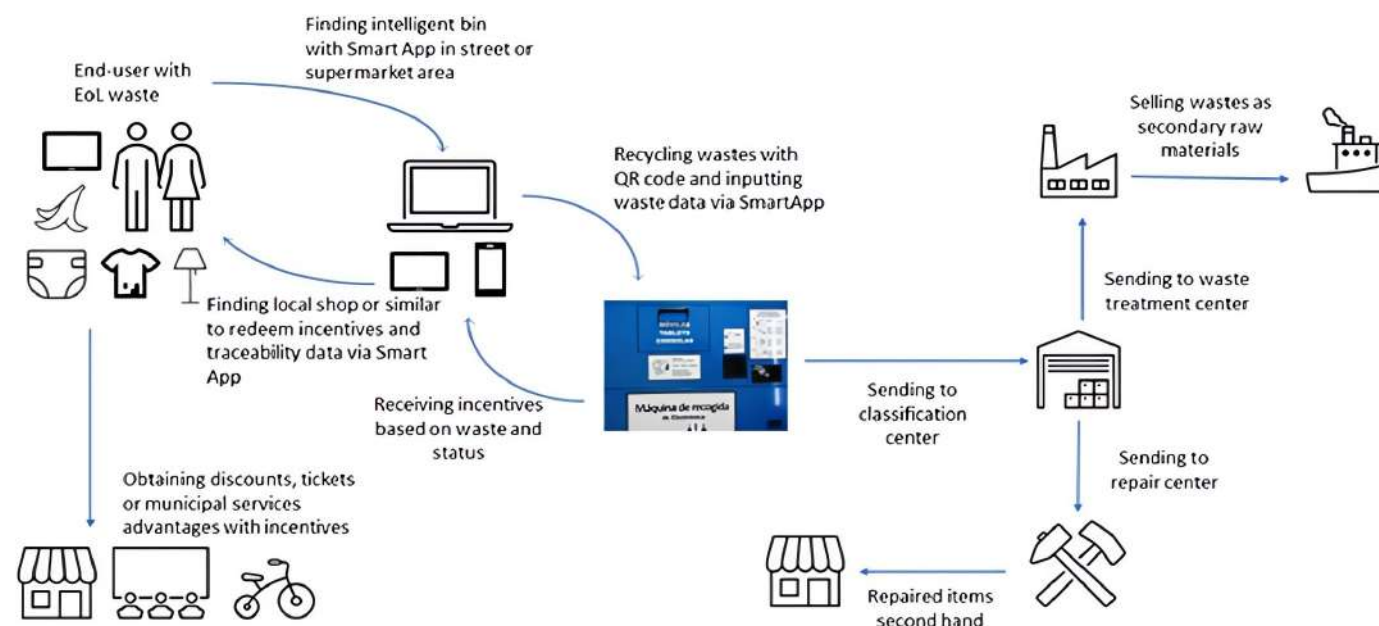 Finding intelligent bin
with Smart App in street or
supermarket area
End-user with
EoL waste
Recycling wastes with
QR code and inputting
waste data via SmartApp
Selling wastes as
secondary raw
materials
Sending to waste
treatment center
Finding local shop or similar
to redeem incentives and
traceability data via Smart
App
Receiving incentives
based on waste and
status
MÓVILES
TABLETS
CONSOLAS
Máquina de recogida
Sending to
classification
center
Sending to
repair center
Obtaining discounts, tickets
or municipal services
advantages with incentives
Repaired items
second hand